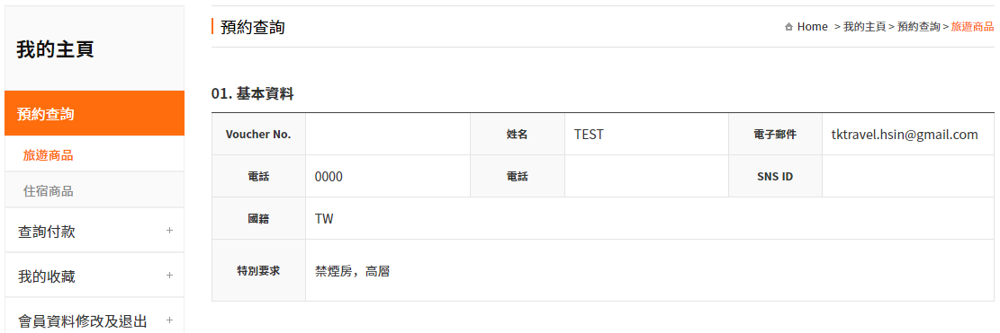 我的主頁
預約查詢
旅遊商品
住宿商品
查詢付款 +
我的收藏 +
會員資料修改及退出 +
預約查詢
Home > 我的主頁 > 預約查詢 > 旅遊商品
01. 基本資料
Voucher No. 姓名 TEST 電子郵件 tktravel.hsin@gmail.com
電話 0000 電話 SNS ID
國籍 TW
特別要求 禁煙房，高層